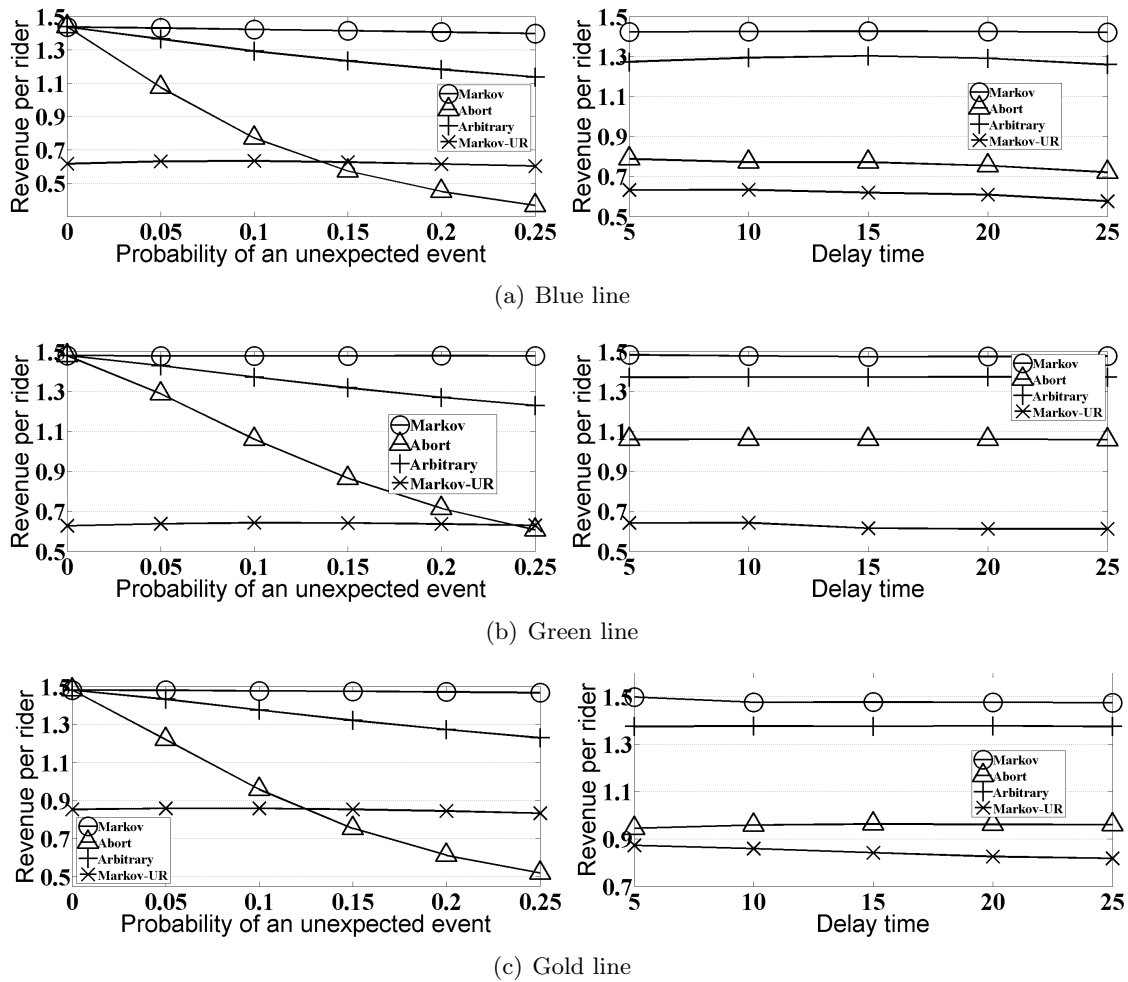 Revenue per rider
1.5
1.3
1.1
0.9
0.7
0.5
Markov
Abort
Arbitrary
Markov-UR
0 0.05 0.1 0.15 0.2 0.25
Probability of an unexpected event
Revenue per rider
1.5
1.3
1.1
0.9
0.7
0.5
Markov
Abort
Arbitrary
Markov-UR
5 10 15 20 25
Delay time
(a) Blue line
Revenue per rider
1.5
1.3
1.1
0.9
0.7
0.5
Markov
Abort
Arbitrary
Markov-UR
0 0.05 0.1 0.15 0.2 0.25
Probability of an unexpected event
Revenue per rider
1.5
1.3
1.1
0.9
0.7
0.5
Markov
Abort
Arbitrary
Markov-UR
5 10 15 20 25
Delay time
(b) Green line
Revenue per rider
1.5
1.3
1.1
0.9
0.7
0.5
Markov
Abort
Arbitrary
Markov-UR
0 0.05 0.1 0.15 0.2 0.25
Probability of an unexpected event
Revenue per rider
1.5
1.3
1.1
0.9
0.7
Markov
Abort
Arbitrary
Markov-UR
5 10 15 20 25
Delay time
(c) Gold line